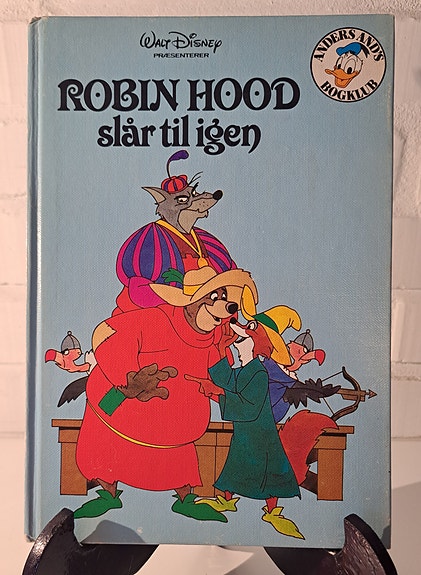 Walt Disney
PRÆSENTERER
ANDERS AND'S
BOGKLUB
ROBIN HOOD
slår til igen